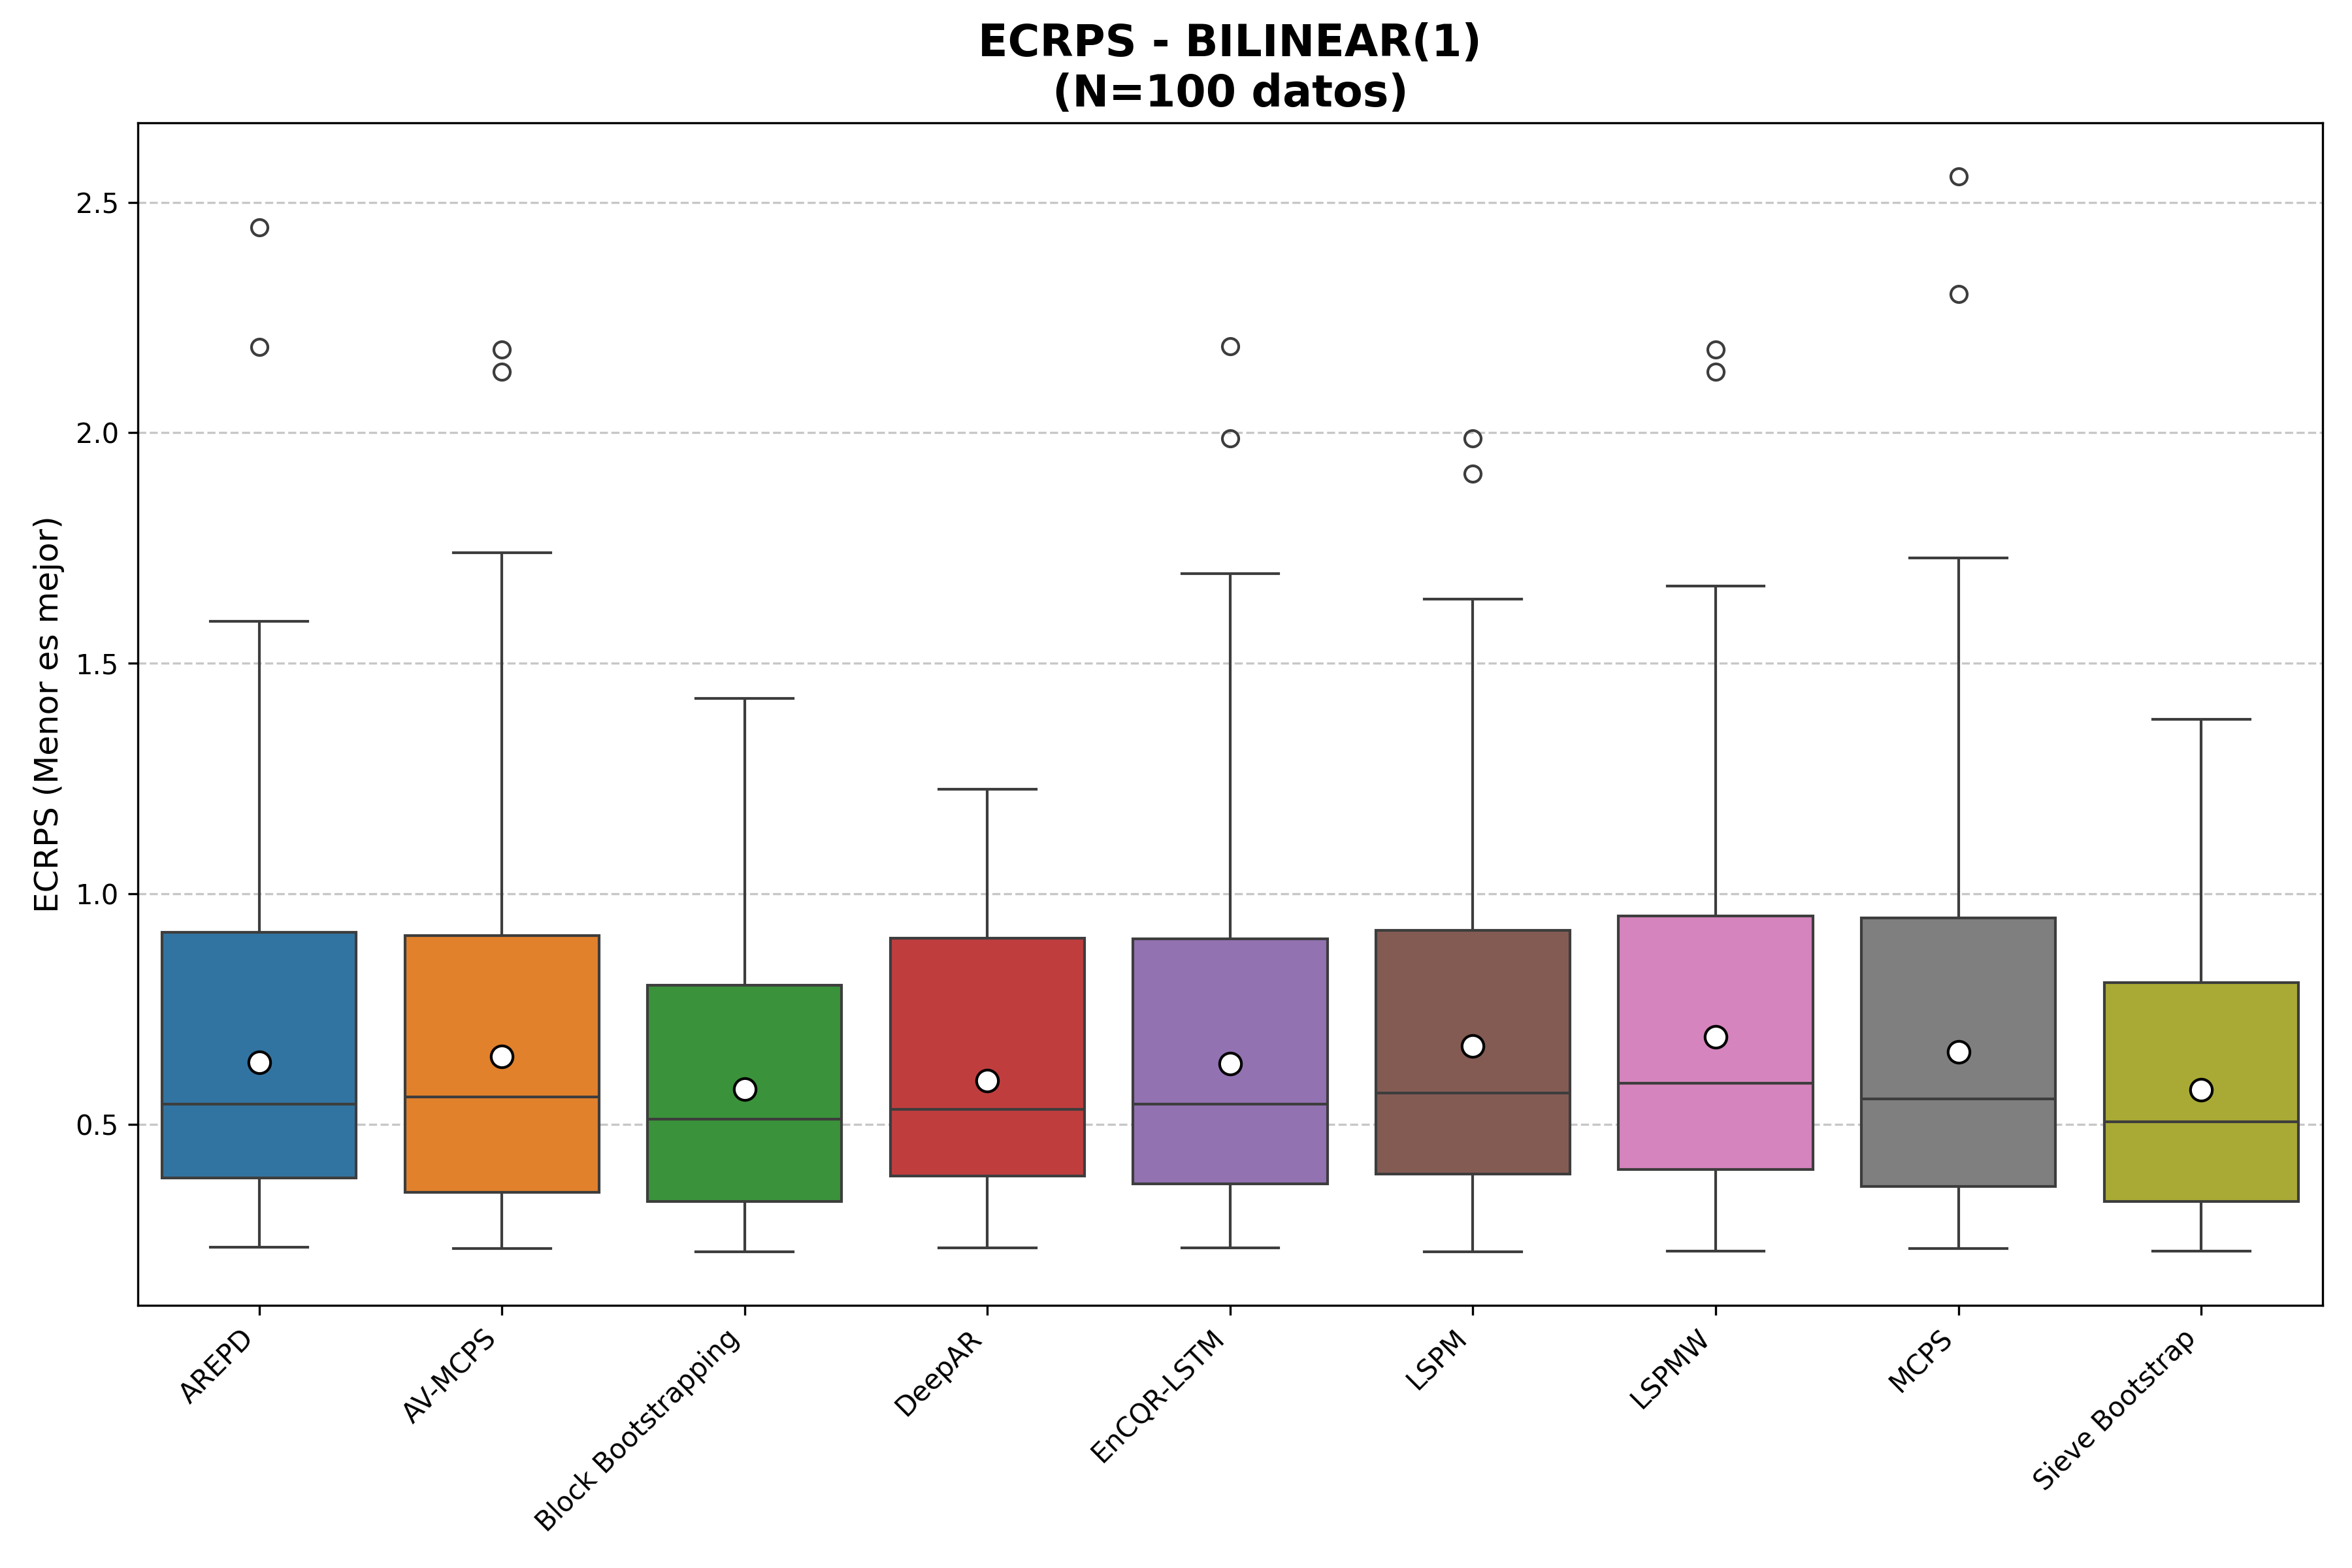 ECRPS - BILINEAR(1)
(N=100 datos)
ECRPS (Menor es mejor)
2.5
2.0
1.5
1.0
0.5
AREPD
AV-MCPS
Block Bootstrapping
DeepAR
EnCQR-LSTM
LSPM
LSPMW
MCPS
Sieve Bootstrap